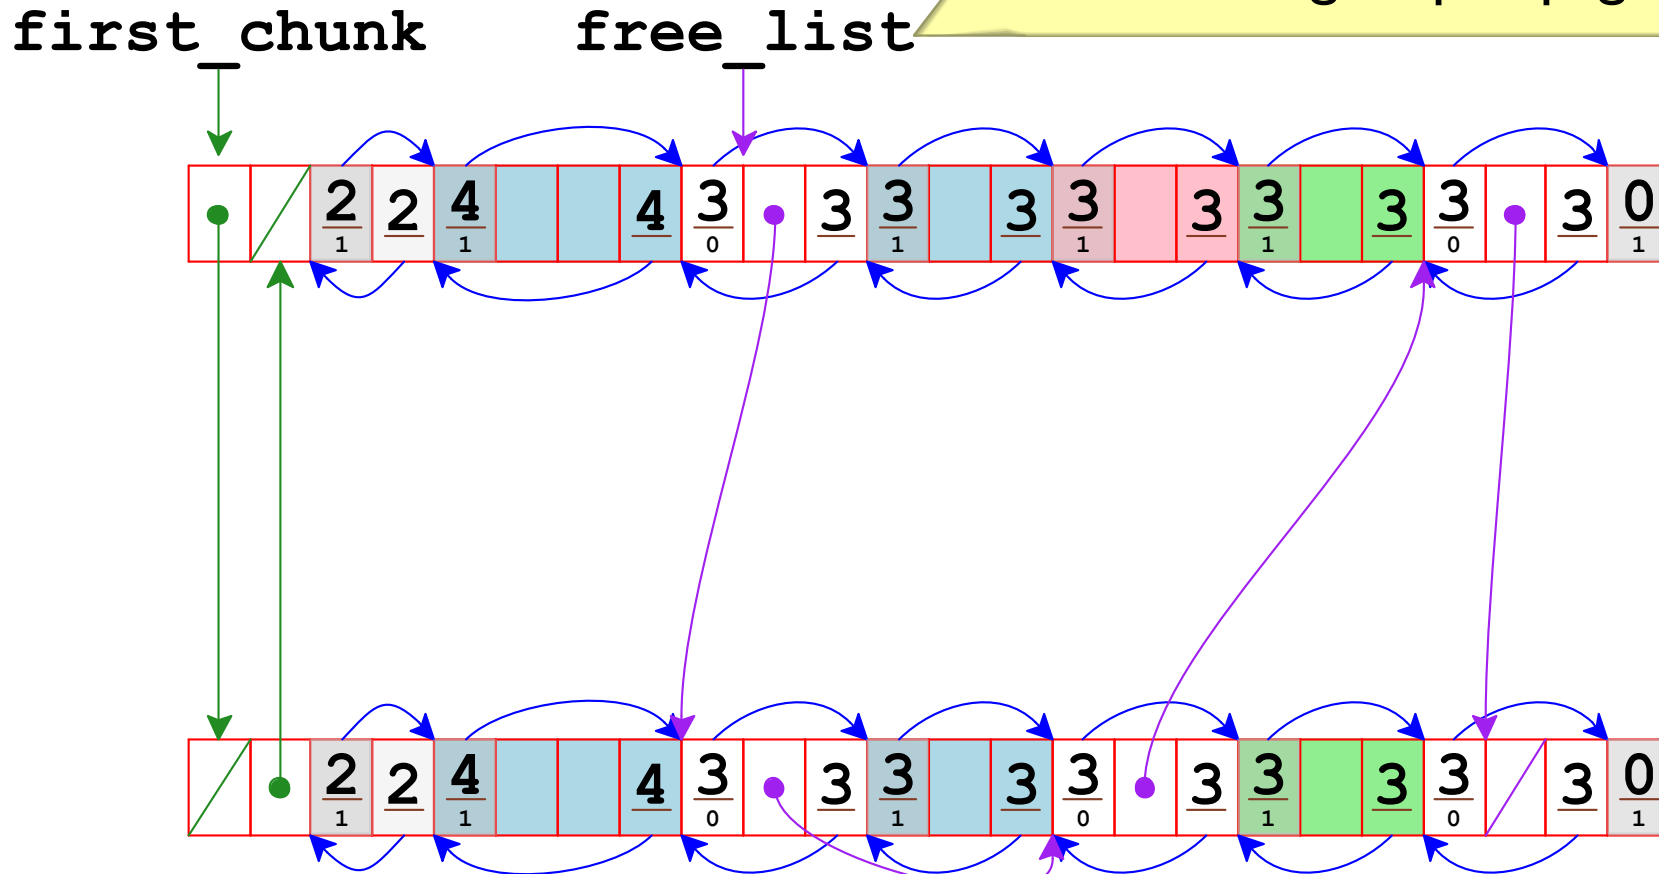 first_chunk free_list
2 2 4 4 3 3 3 3 3 3 3 3 3 3 0
1 1 0 1 1 1 0 1
2 2 4 4 3 3 3 3 3 3 3 3 3 3 0
1 1 0 1 0 1 0 1